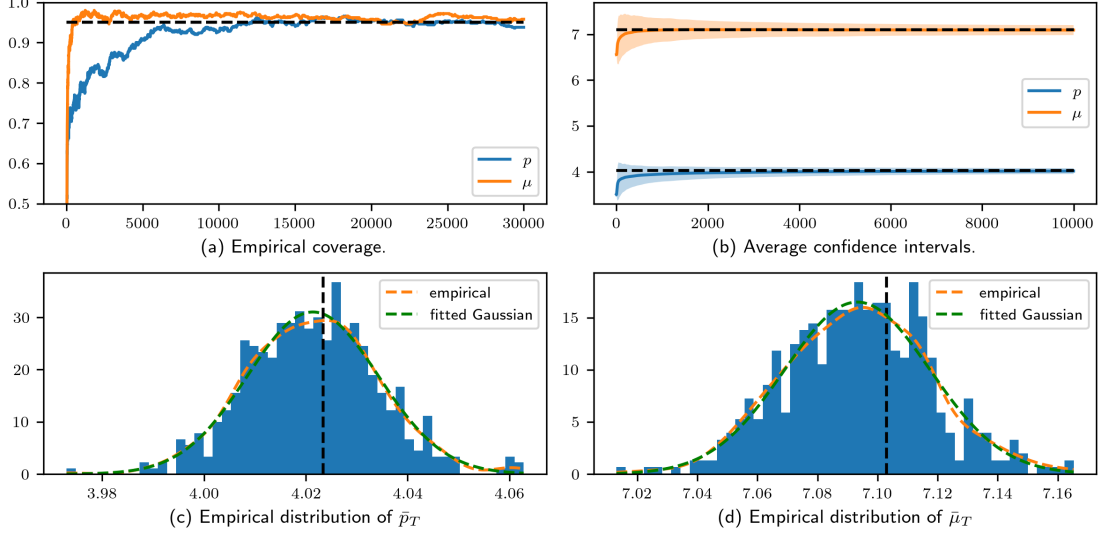 1.0
0.9
0.8
0.7
0.6
0.5
0 5000 10000 15000 20000 25000 30000
p
μ
(a) Empirical coverage.
7
6
5
4
0 2000 4000 6000 8000 10000
p
μ
(b) Average confidence intervals.
30
20
10
0
3.98 4.00 4.02 4.04 4.06
empirical
fitted Gaussian
(c) Empirical distribution of p̄_T
15
10
5
0
7.02 7.04 7.06 7.08 7.10 7.12 7.14 7.16
empirical
fitted Gaussian
(d) Empirical distribution of μ̄_T